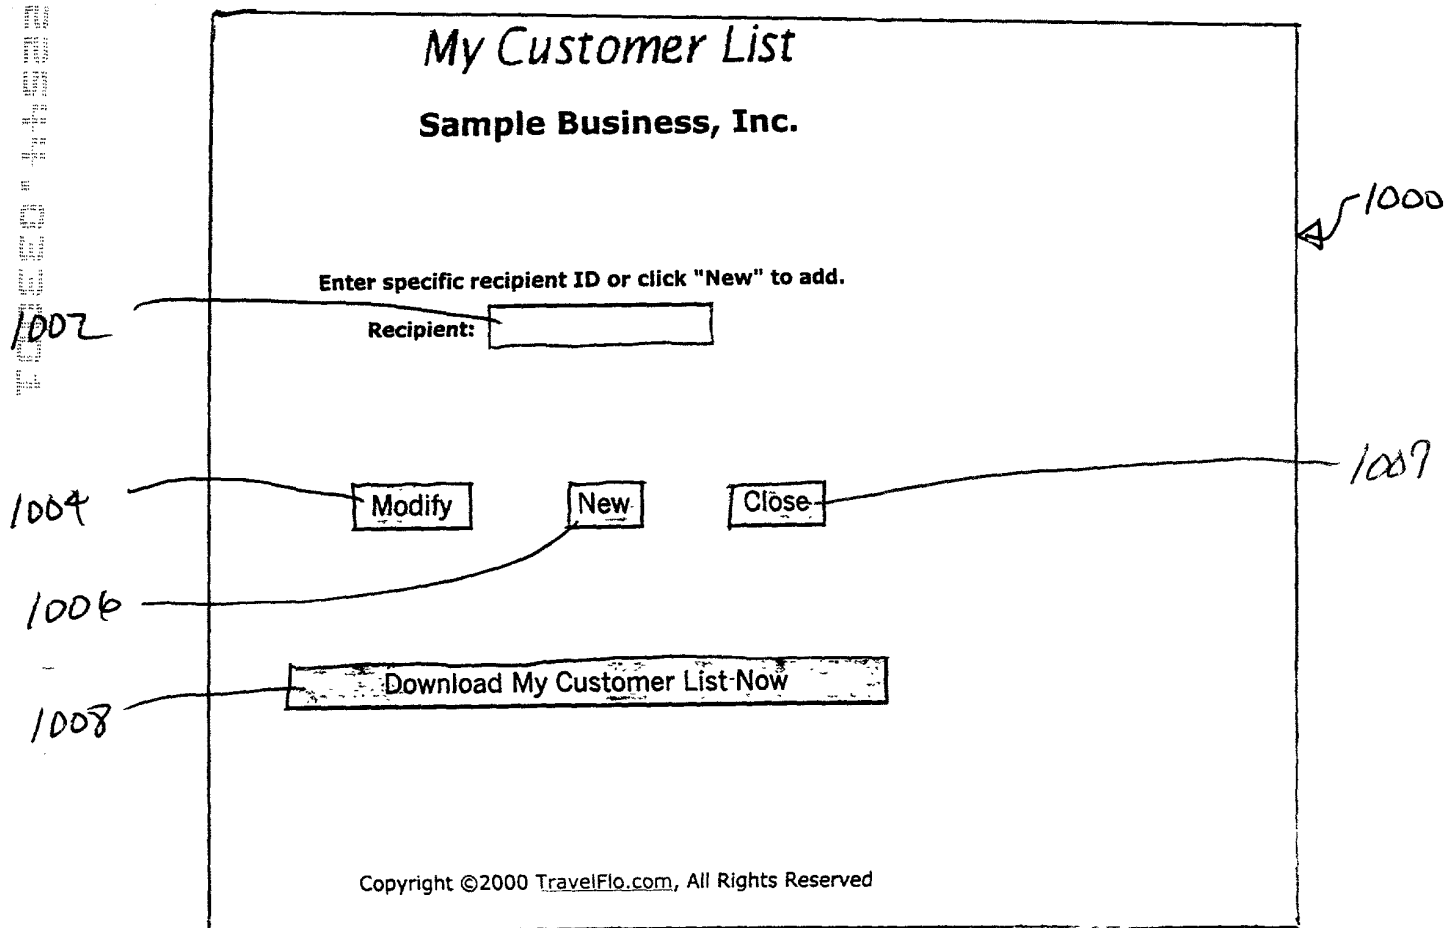 My Customer List
Sample Business, Inc.
1000
Enter specific recipient ID or click "New" to add.
1002
Recipient:
1007
1004
Modify
New
Close
1006
Download My Customer List Now
1008
Copyright ©2000 TravelFlo.com, All Rights Reserved